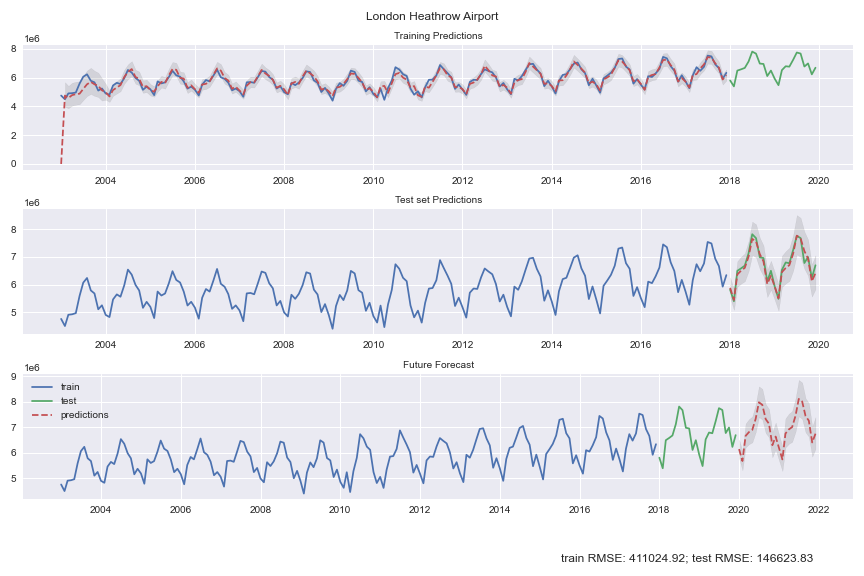 London Heathrow Airport
Training Predictions
1e6
8
6
4
2
0
2004 2006 2008 2010 2012 2014 2016 2018 2020
Test set Predictions
1e6
8
7
6
5
2004 2006 2008 2010 2012 2014 2016 2018 2020
Future Forecast
1e6
9
8
7
6
5
train
test
predictions
2004 2006 2008 2010 2012 2014 2016 2018 2020 2022
train RMSE: 411024.92; test RMSE: 146623.83